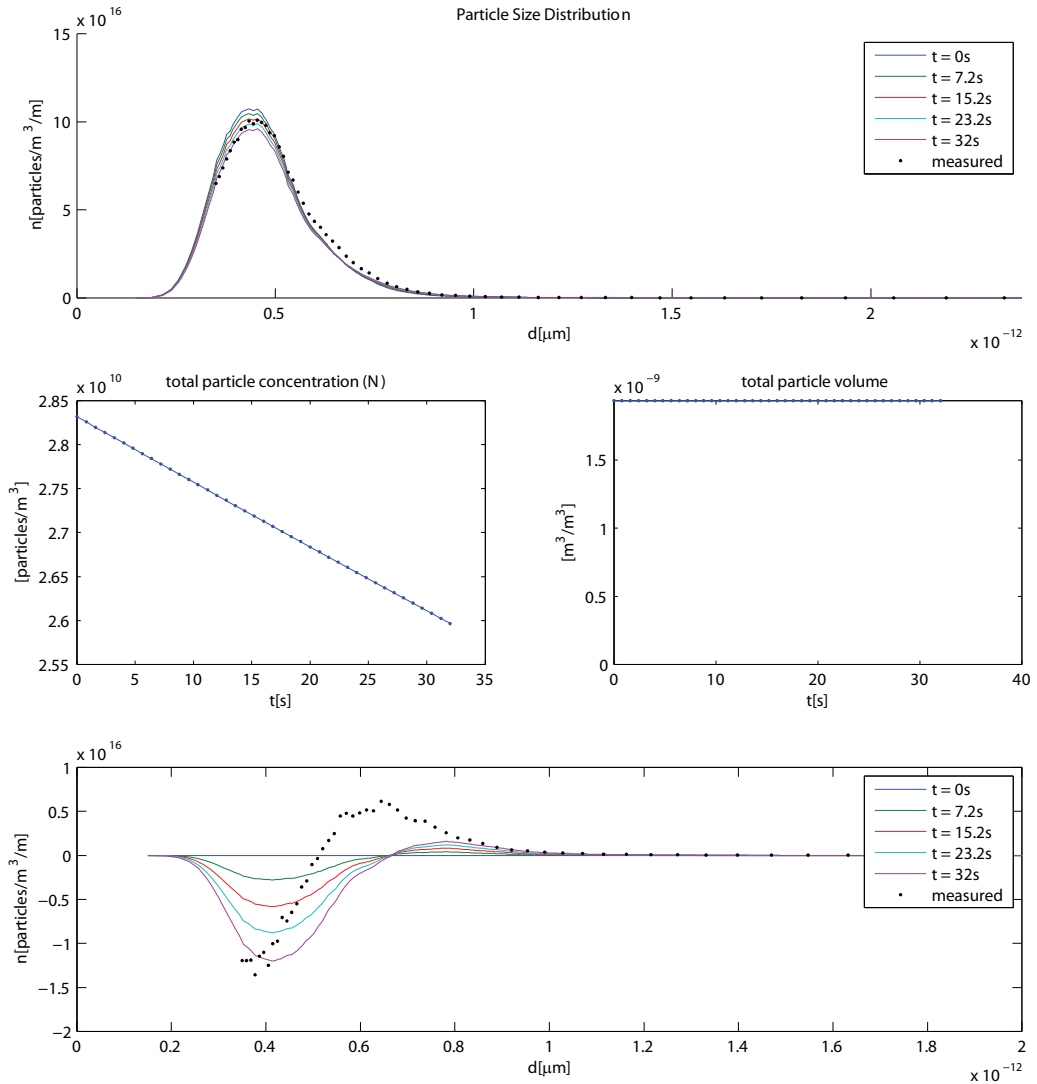 Particle Size Distribution
x 10^16
15
10
5
0
n[particles/m^3/m]
0
0.5
1
1.5
2
d[μm]
x 10^−12
t = 0s
t = 7.2s
t = 15.2s
t = 23.2s
t = 32s
measured
total particle concentration (N)
x 10^10
2.85
2.8
2.75
2.7
2.65
2.6
2.55
[particles/m^3]
0
5
10
15
20
25
30
35
t[s]
total particle volume
x 10^−9
1.5
1
0.5
0
[m^3/m^3]
0
10
20
30
40
t[s]
x 10^16
1
0.5
0
−0.5
−1
−1.5
−2
n[particles/m^3/m]
0
0.2
0.4
0.6
0.8
1
1.2
1.4
1.6
1.8
2
d[μm]
x 10^−12
t = 0s
t = 7.2s
t = 15.2s
t = 23.2s
t = 32s
measured